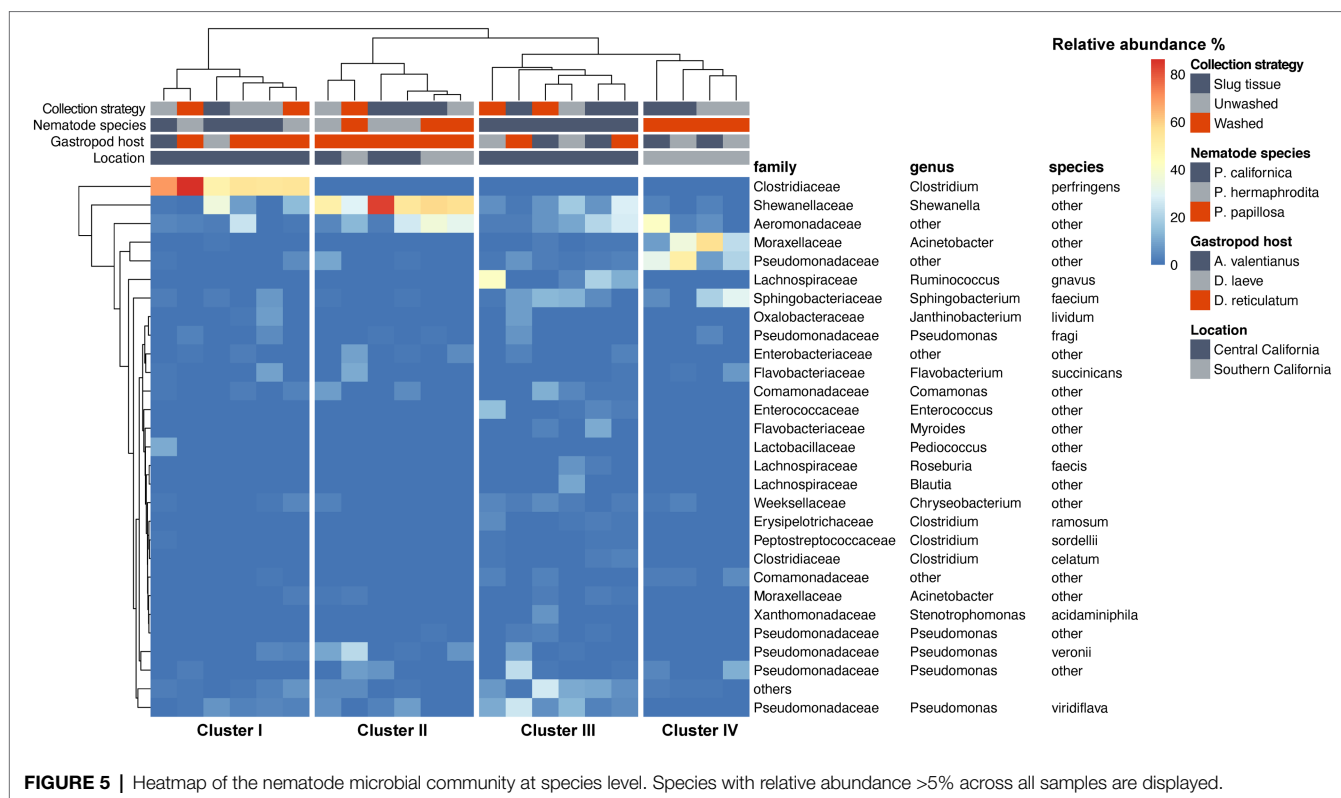 Relative abundance %
80
60
40
20
0
Collection strategy
Slug tissue
Unwashed
Washed
Nematode species
P. californica
P. hermaphrodita
P. papillosa
Gastropod host
A. valentianus
D. laeve
D. reticulatum
Location
Central California
Southern California
Collection strategy
Nematode species
Gastropod host
Location
family genus species
Clostridiaceae Clostridium perfringens
Shewanellaceae Shewanella other
Aeromonadaceae other other
Moraxellaceae Acinetobacter other
Pseudomonadaceae other other
Lachnospiraceae Ruminococcus gnavus
Sphingobacteriaceae Sphingobacterium faecium
Oxalobacteraceae Janthinobacterium lividum
Pseudomonadaceae Pseudomonas fragi
Enterobacteriaceae other other
Flavobacteriaceae Flavobacterium succinicans
Comamonadaceae Comamonas other
Enterococcaceae Enterococcus other
Flavobacteriaceae Myroides other
Lactobacillaceae Pediococcus other
Lachnospiraceae Roseburia faecis
Lachnospiraceae Blautia other
Weeksellaceae Chryseobacterium other
Erysipelotrichaceae Clostridium ramosum
Peptostreptococcaceae Clostridium sordellii
Clostridiaceae Clostridium celatum
Comamonadaceae other other
Moraxellaceae Acinetobacter other
Xanthomonadaceae Stenotrophomonas acidaminiphila
Pseudomonadaceae Pseudomonas other
Pseudomonadaceae Pseudomonas veronii
Pseudomonadaceae Pseudomonas other
others
Pseudomonadaceae Pseudomonas viridiflava
Cluster I Cluster II Cluster III Cluster IV
FIGURE 5 | Heatmap of the nematode microbial community at species level. Species with relative abundance >5% across all samples are displayed.